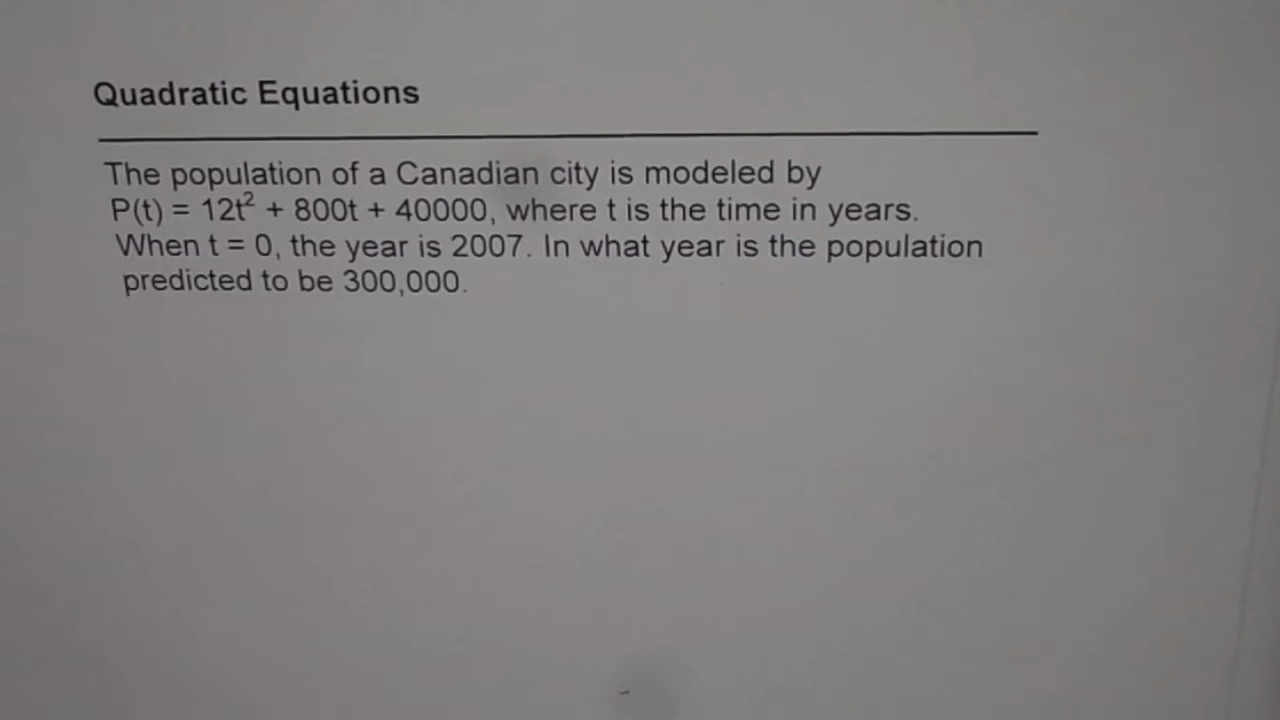 Quadratic Equations
The population of a Canadian city is modeled by
P(t) = 12t² + 800t + 40000, where t is the time in years.
When t = 0, the year is 2007. In what year is the population
predicted to be 300,000.